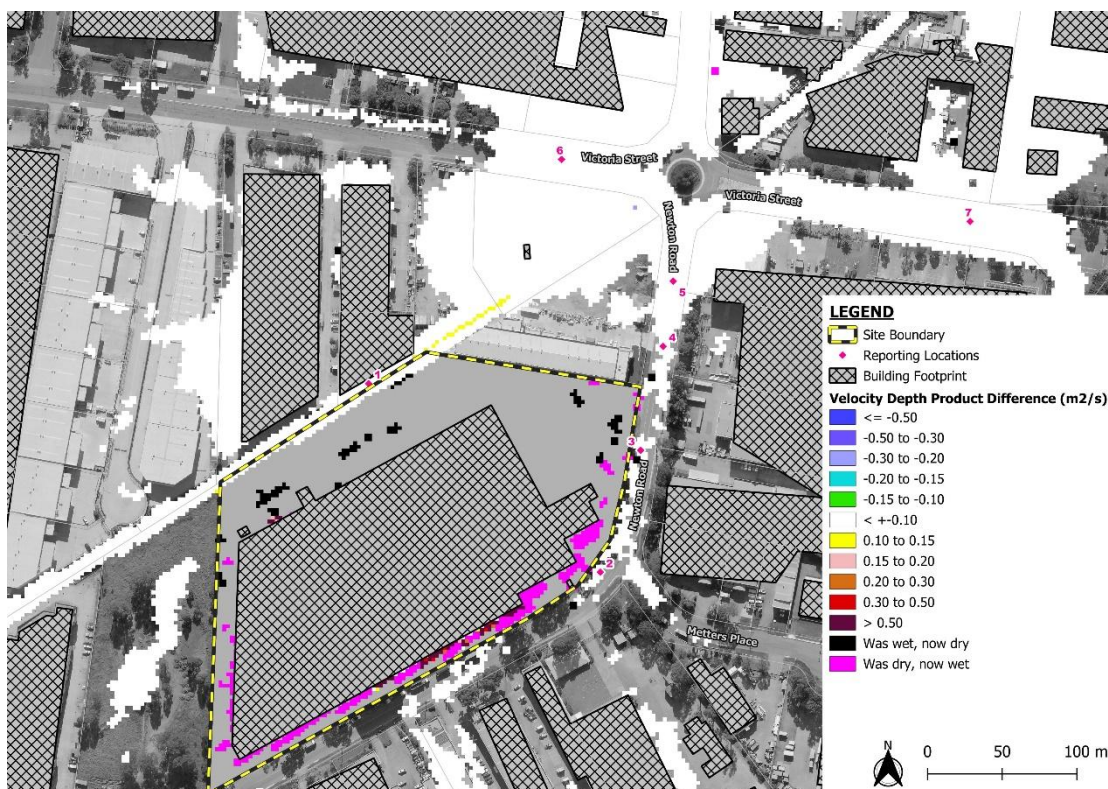 6
Victoria Street
Victoria Street
7
Newton Road
5
4
1
3
Newton Road
2
Metters Place
LEGEND
Site Boundary
Reporting Locations
Building Footprint
Velocity Depth Product Difference (m2/s)
<= -0.50
-0.50 to -0.30
-0.30 to -0.20
-0.20 to -0.15
-0.15 to -0.10
< +-0.10
0.10 to 0.15
0.15 to 0.20
0.20 to 0.30
0.30 to 0.50
> 0.50
Was wet, now dry
Was dry, now wet
N
0 50 100 m